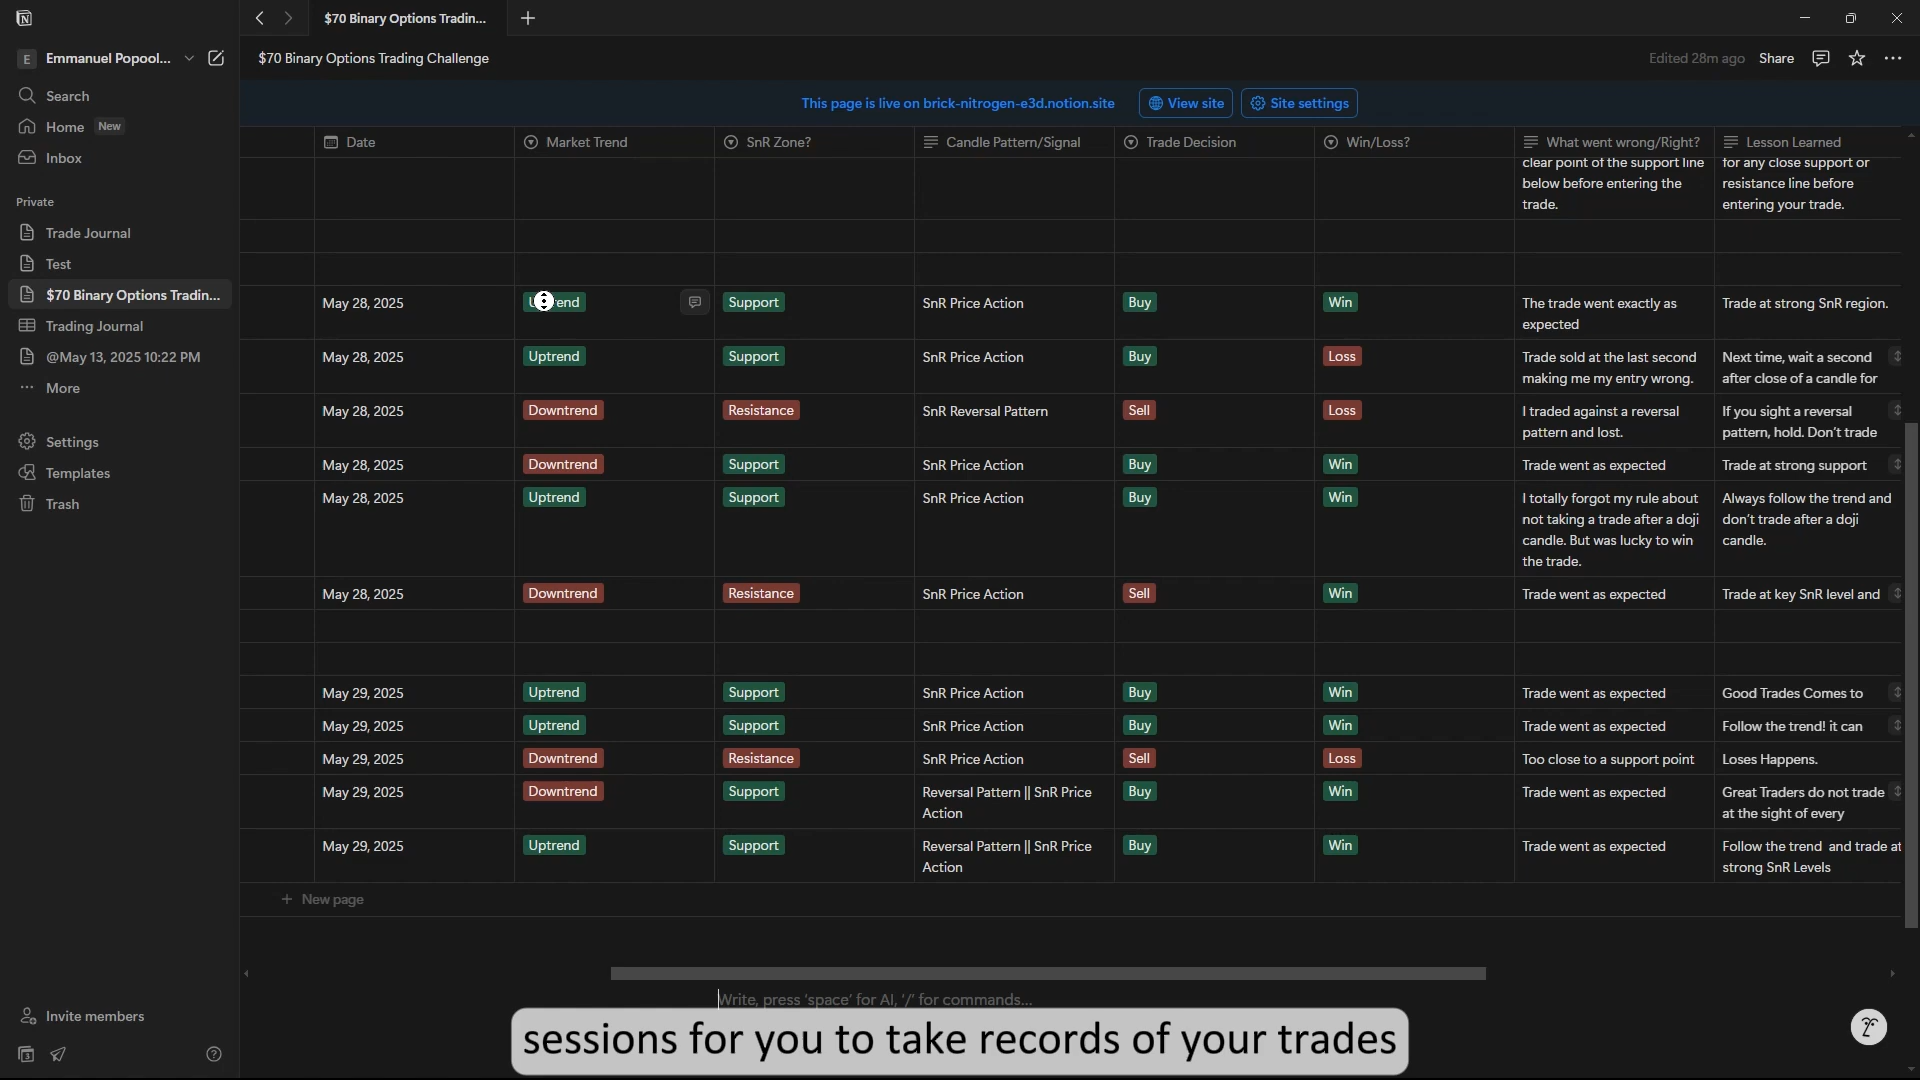 $70 Binary Options Tradin...
E Emmanuel Popool...
$70 Binary Options Trading Challenge
Edited 28m ago
Share
Search
Home New
Inbox
Private
Trade Journal
Test
$70 Binary Options Tradin...
Trading Journal
@May 13, 2025 10:22 PM
More
Settings
Templates
Trash
Invite members
This page is live on brick-nitrogen-e3d.notion.site
View site
Site settings
Date Market Trend SnR Zone? Candle Pattern/Signal Trade Decision Win/Loss? What went wrong/Right? Lesson Learned
clear point of the support line for any close support or
below before entering the resistance line before
trade. entering your trade.
May 28, 2025 Support SnR Price Action Buy Win The trade went exactly as Trade at strong SnR region.
expected
May 28, 2025 Uptrend Support SnR Price Action Buy Loss Trade sold at the last second Next time, wait a second
making me my entry wrong. after close of a candle for
May 28, 2025 Downtrend Resistance SnR Reversal Pattern Sell Loss I traded against a reversal If you sight a reversal
pattern and lost. pattern, hold. Don't trade
May 28, 2025 Downtrend Support SnR Price Action Buy Win Trade went as expected Trade at strong support
May 28, 2025 Uptrend Support SnR Price Action Buy Win I totally forgot my rule about Always follow the trend and
not taking a trade after a doji don't trade after a doji
candle. But was lucky to win candle.
the trade.
May 28, 2025 Downtrend Resistance SnR Price Action Sell Win Trade went as expected Trade at key SnR level and
May 29, 2025 Uptrend Support SnR Price Action Buy Win Trade went as expected Good Trades Comes to
May 29, 2025 Uptrend Support SnR Price Action Buy Win Trade went as expected Follow the trend! it can
May 29, 2025 Downtrend Resistance SnR Price Action Sell Loss Too close to a support point Loses Happens.
May 29, 2025 Downtrend Support Reversal Pattern || SnR Price Buy Win Trade went as expected Great Traders do not trade
Action at the sight of every
May 29, 2025 Uptrend Support Reversal Pattern || SnR Price Buy Win Trade went as expected Follow the trend and trade at
Action strong SnR Levels
New page
Write, press 'space' for AI, '/' for commands...
sessions for you to take records of your trades